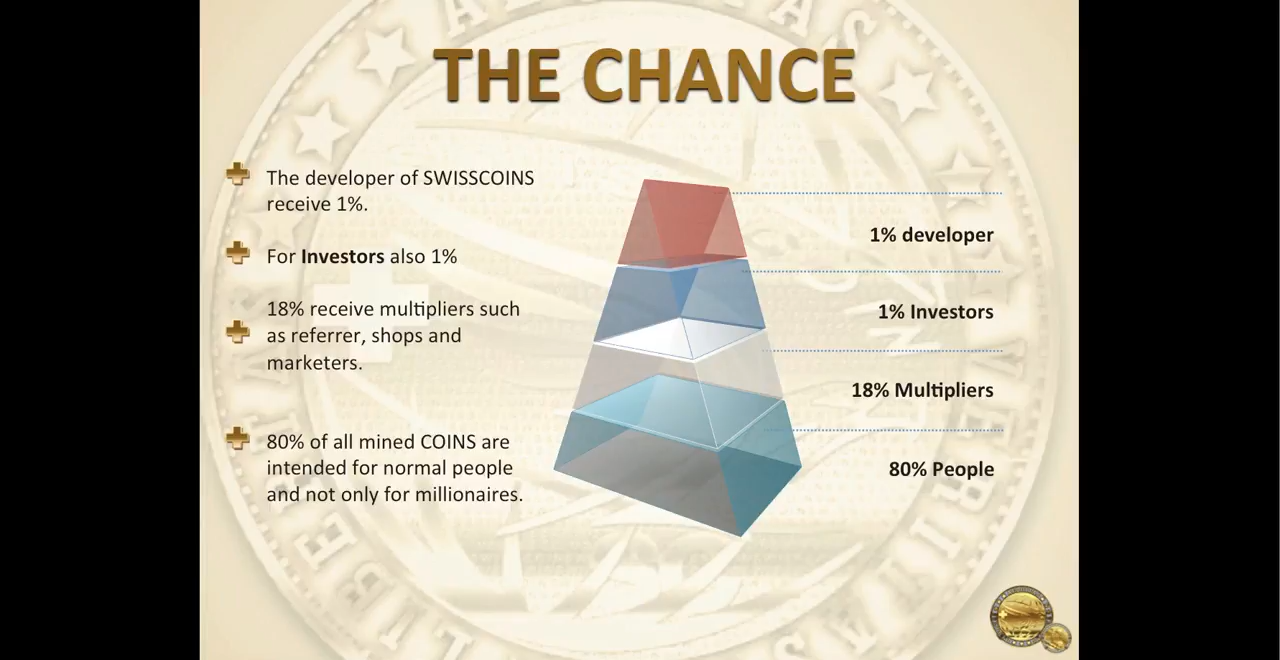 THE CHANCE
The developer of SWISSCOINS
receive 1%.
For Investors also 1%
18% receive multipliers such
as referrer, shops and
marketers.
80% of all mined COINS are
intended for normal people
and not only for millionaires.
1% developer
1% Investors
18% Multipliers
80% People